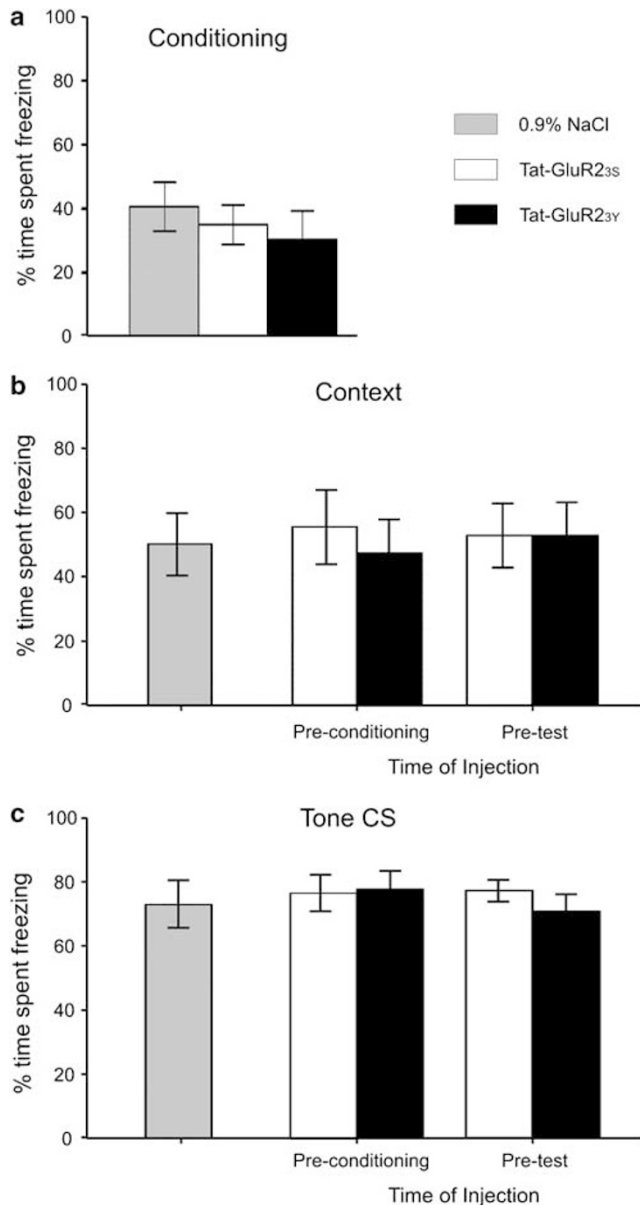 a
Conditioning
100
80
60
40
20
0
% time spent freezing
0.9% NaCl
Tat-GluR23S
Tat-GluR23Y
b
Context
100
80
60
40
20
0
% time spent freezing
Pre-conditioning Pre-test
Time of Injection
c
Tone CS
100
80
60
40
20
0
% time spent freezing
Pre-conditioning Pre-test
Time of Injection